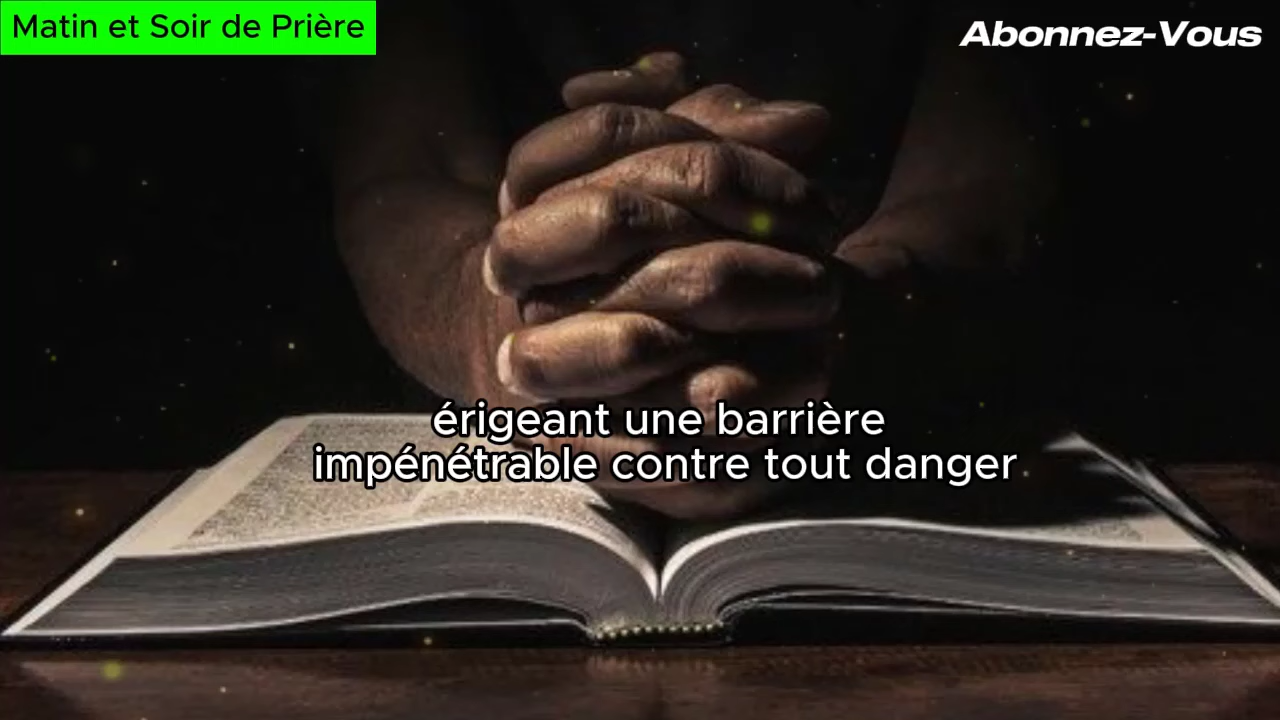 Matin et Soir de Prière
Abonnez-Vous
érigeant une barrière
impénétrable contre tout danger